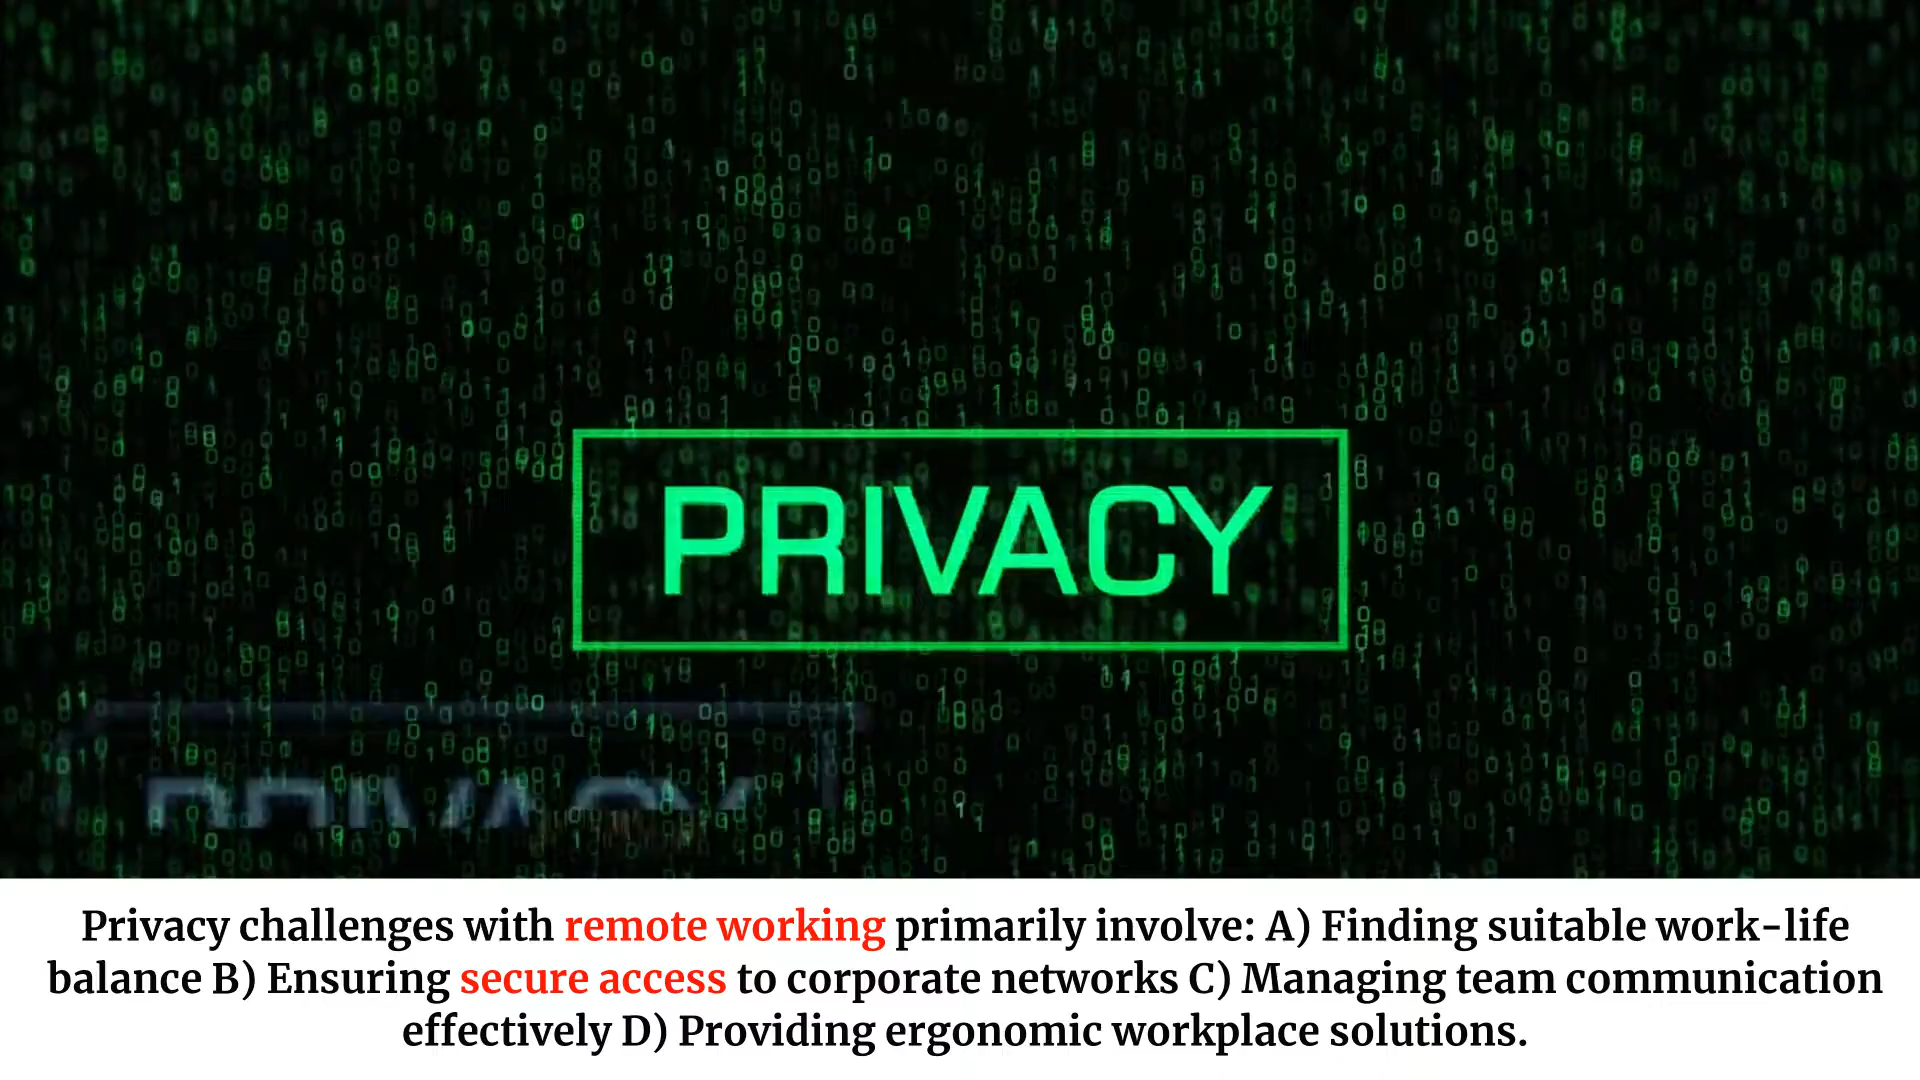 PRIVACY
Privacy challenges with remote working primarily involve: A) Finding suitable work-life
balance B) Ensuring secure access to corporate networks C) Managing team communication
effectively D) Providing ergonomic workplace solutions.